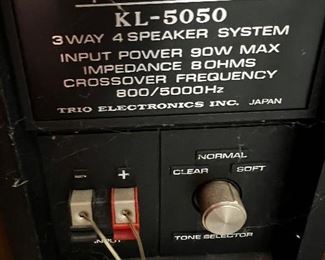 KL-5050
3 WAY 4 SPEAKER SYSTEM
INPUT POWER 90W MAX
IMPEDANCE 8 OHMS
CROSSOVER FREQUENCY
800/5000Hz
TRIO ELECTRONICS INC. JAPAN
NORMAL
CLEAR SOFT
- +
INPUT
TONE SELECTOR